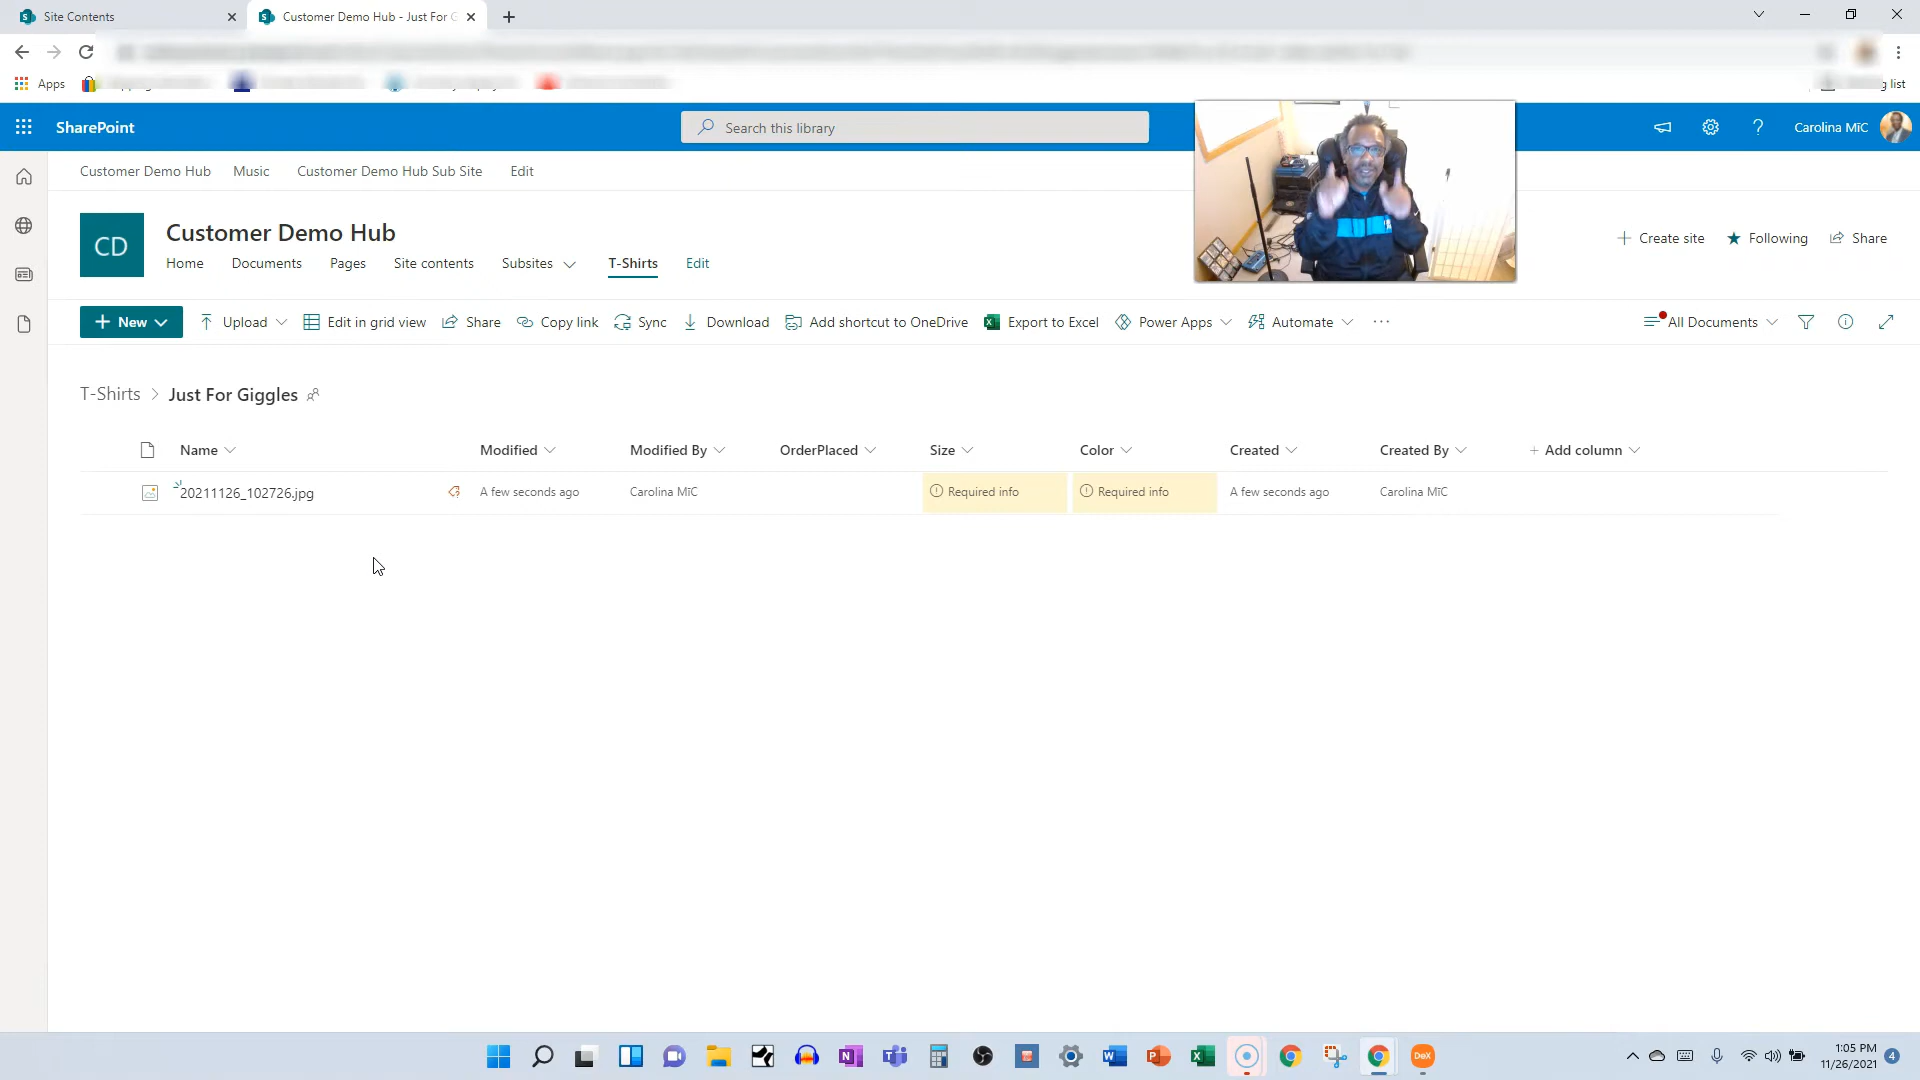 Site Contents
Customer Demo Hub - Just For G
Apps
g list
SharePoint
Search this library
Carolina MiC
Customer Demo Hub
Music
Customer Demo Hub Sub Site
Edit
CD
Customer Demo Hub
Create site
Following
Share
Home
Documents
Pages
Site contents
Subsites
T-Shirts
Edit
New
Upload
Edit in grid view
Share
Copy link
Sync
Download
Add shortcut to OneDrive
Export to Excel
Power Apps
Automate
All Documents
T-Shirts > Just For Giggles
Name
Modified
Modified By
OrderPlaced
Size
Color
Created
Created By
+ Add column
20211126_102726.jpg
A few seconds ago
Carolina MiC
Required info
Required info
A few seconds ago
Carolina MiC
DeX
1:05 PM
11/26/2021
4